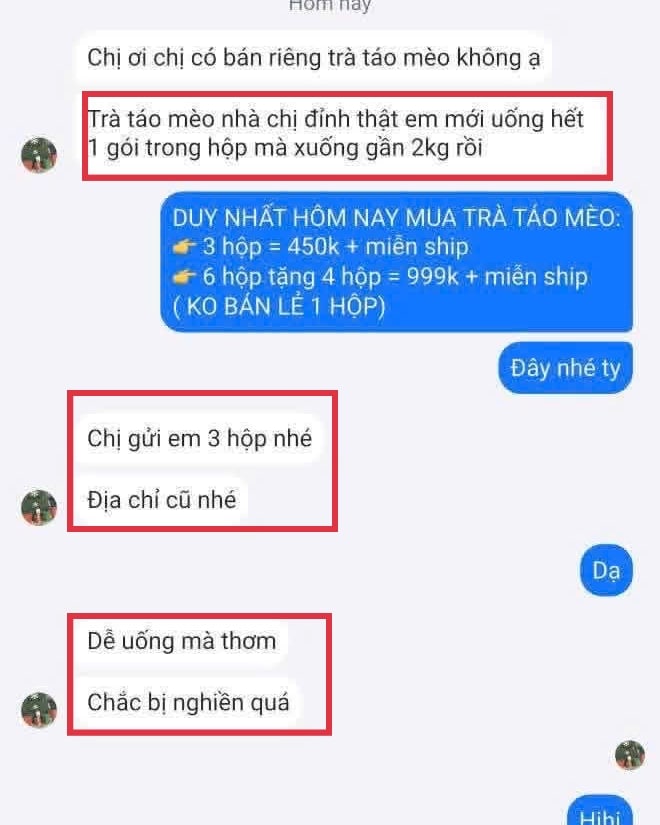 Hôm nay
Chị ơi chị có bán riêng trà táo mèo không ạ
Trà táo mèo nhà chị đỉnh thật em mới uống hết
1 gói trong hộp mà xuống gần 2kg rồi
DUY NHẤT HÔM NAY MUA TRÀ TÁO MÈO:
👉 3 hộp = 450k + miễn ship
👉 6 hộp tặng 4 hộp = 999k + miễn ship
( KO BÁN LẺ 1 HỘP)
Đây nhé ty
Chị gửi em 3 hộp nhé
Địa chỉ cũ nhé
Dạ
Dễ uống mà thơm
Chắc bị nghiền quá
Hihi